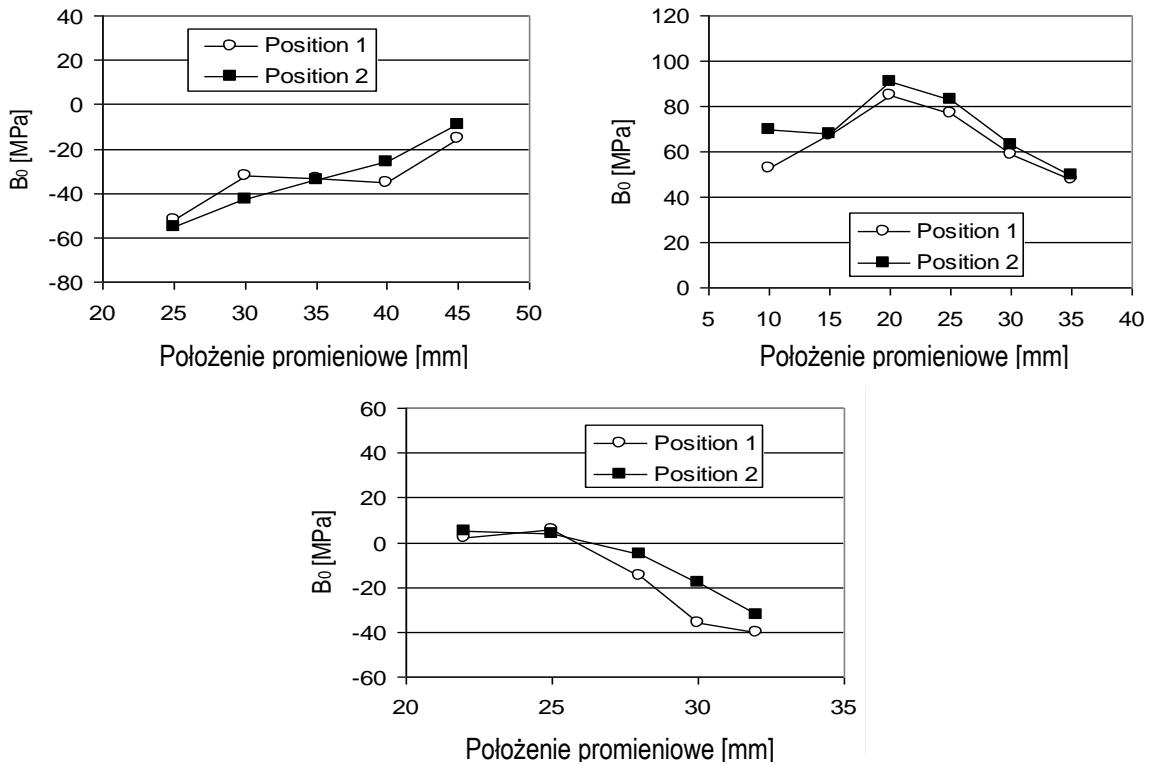 40
20
0
-20
-40
-60
-80
B0 [MPa]
Position 1
Position 2
20 25 30 35 40 45 50
Położenie promieniowe [mm]
120
100
80
60
40
20
0
B0 [MPa]
Position 1
Position 2
5 10 15 20 25 30 35 40
Położenie promieniowe [mm]
60
40
20
0
-20
-40
-60
B0 [MPa]
Position 1
Position 2
20 25 30 35
Położenie promieniowe [mm]